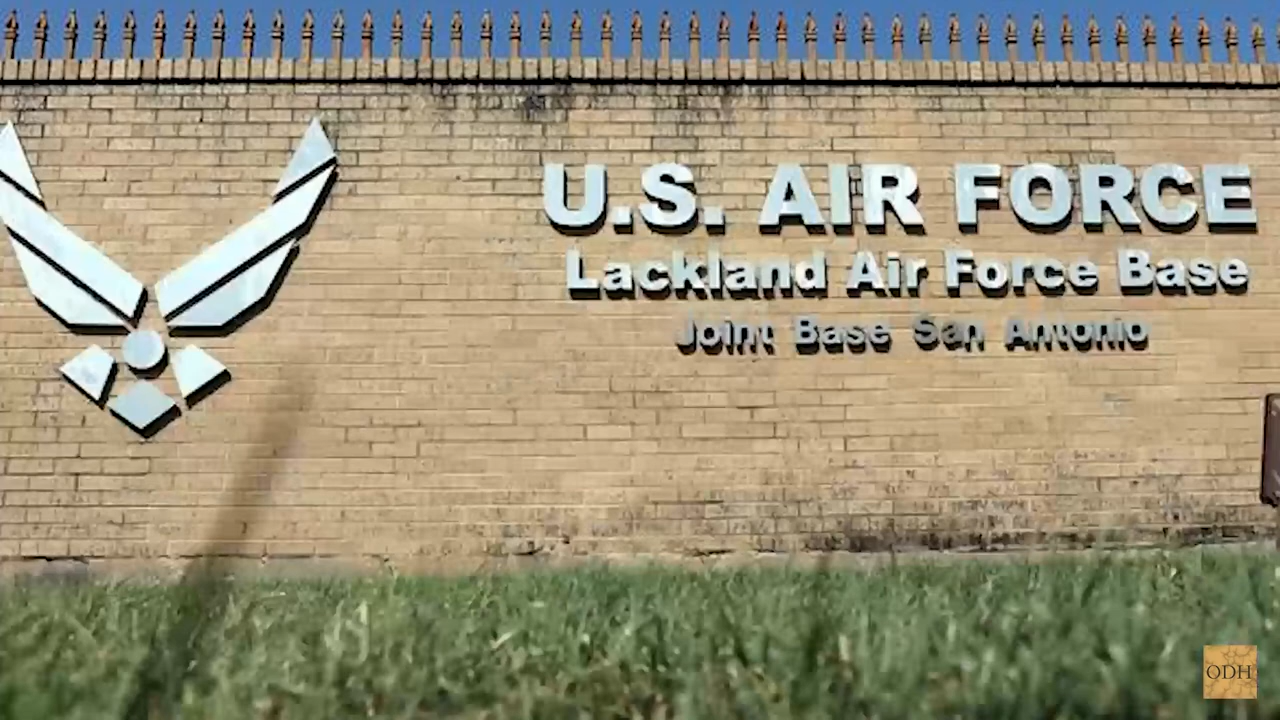 U.S. AIR FORCE
Lackland Air Force Base
Joint Base San Antonio
ODH